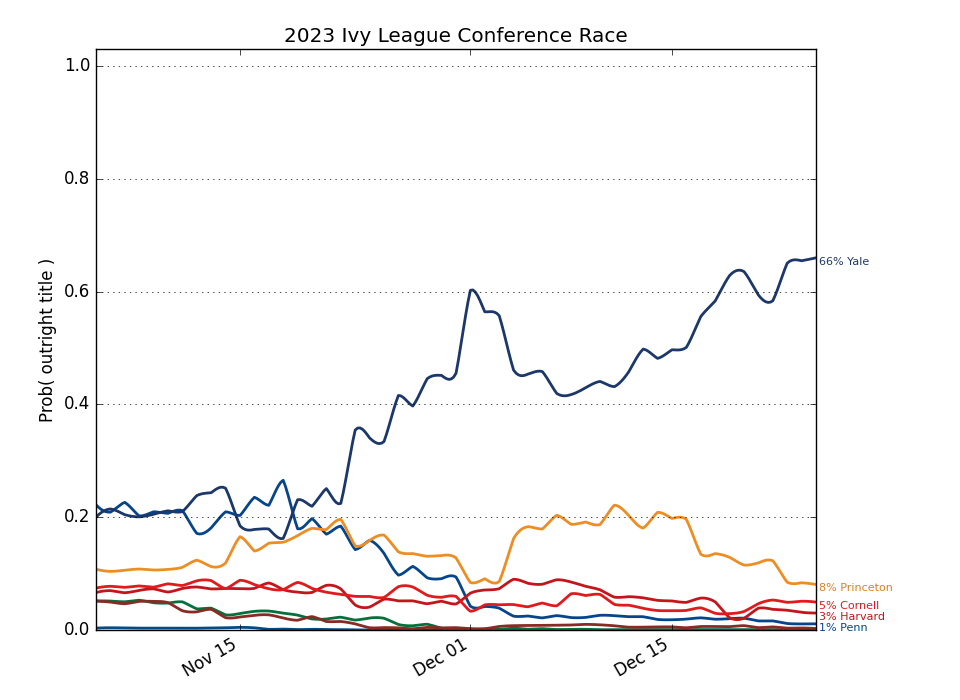 2023 Ivy League Conference Race
Prob( outright title )
1.0
0.8
0.6
0.4
0.2
0.0
Nov 15
Dec 01
Dec 15
66% Yale
8% Princeton
5% Cornell
3% Harvard
1% Penn